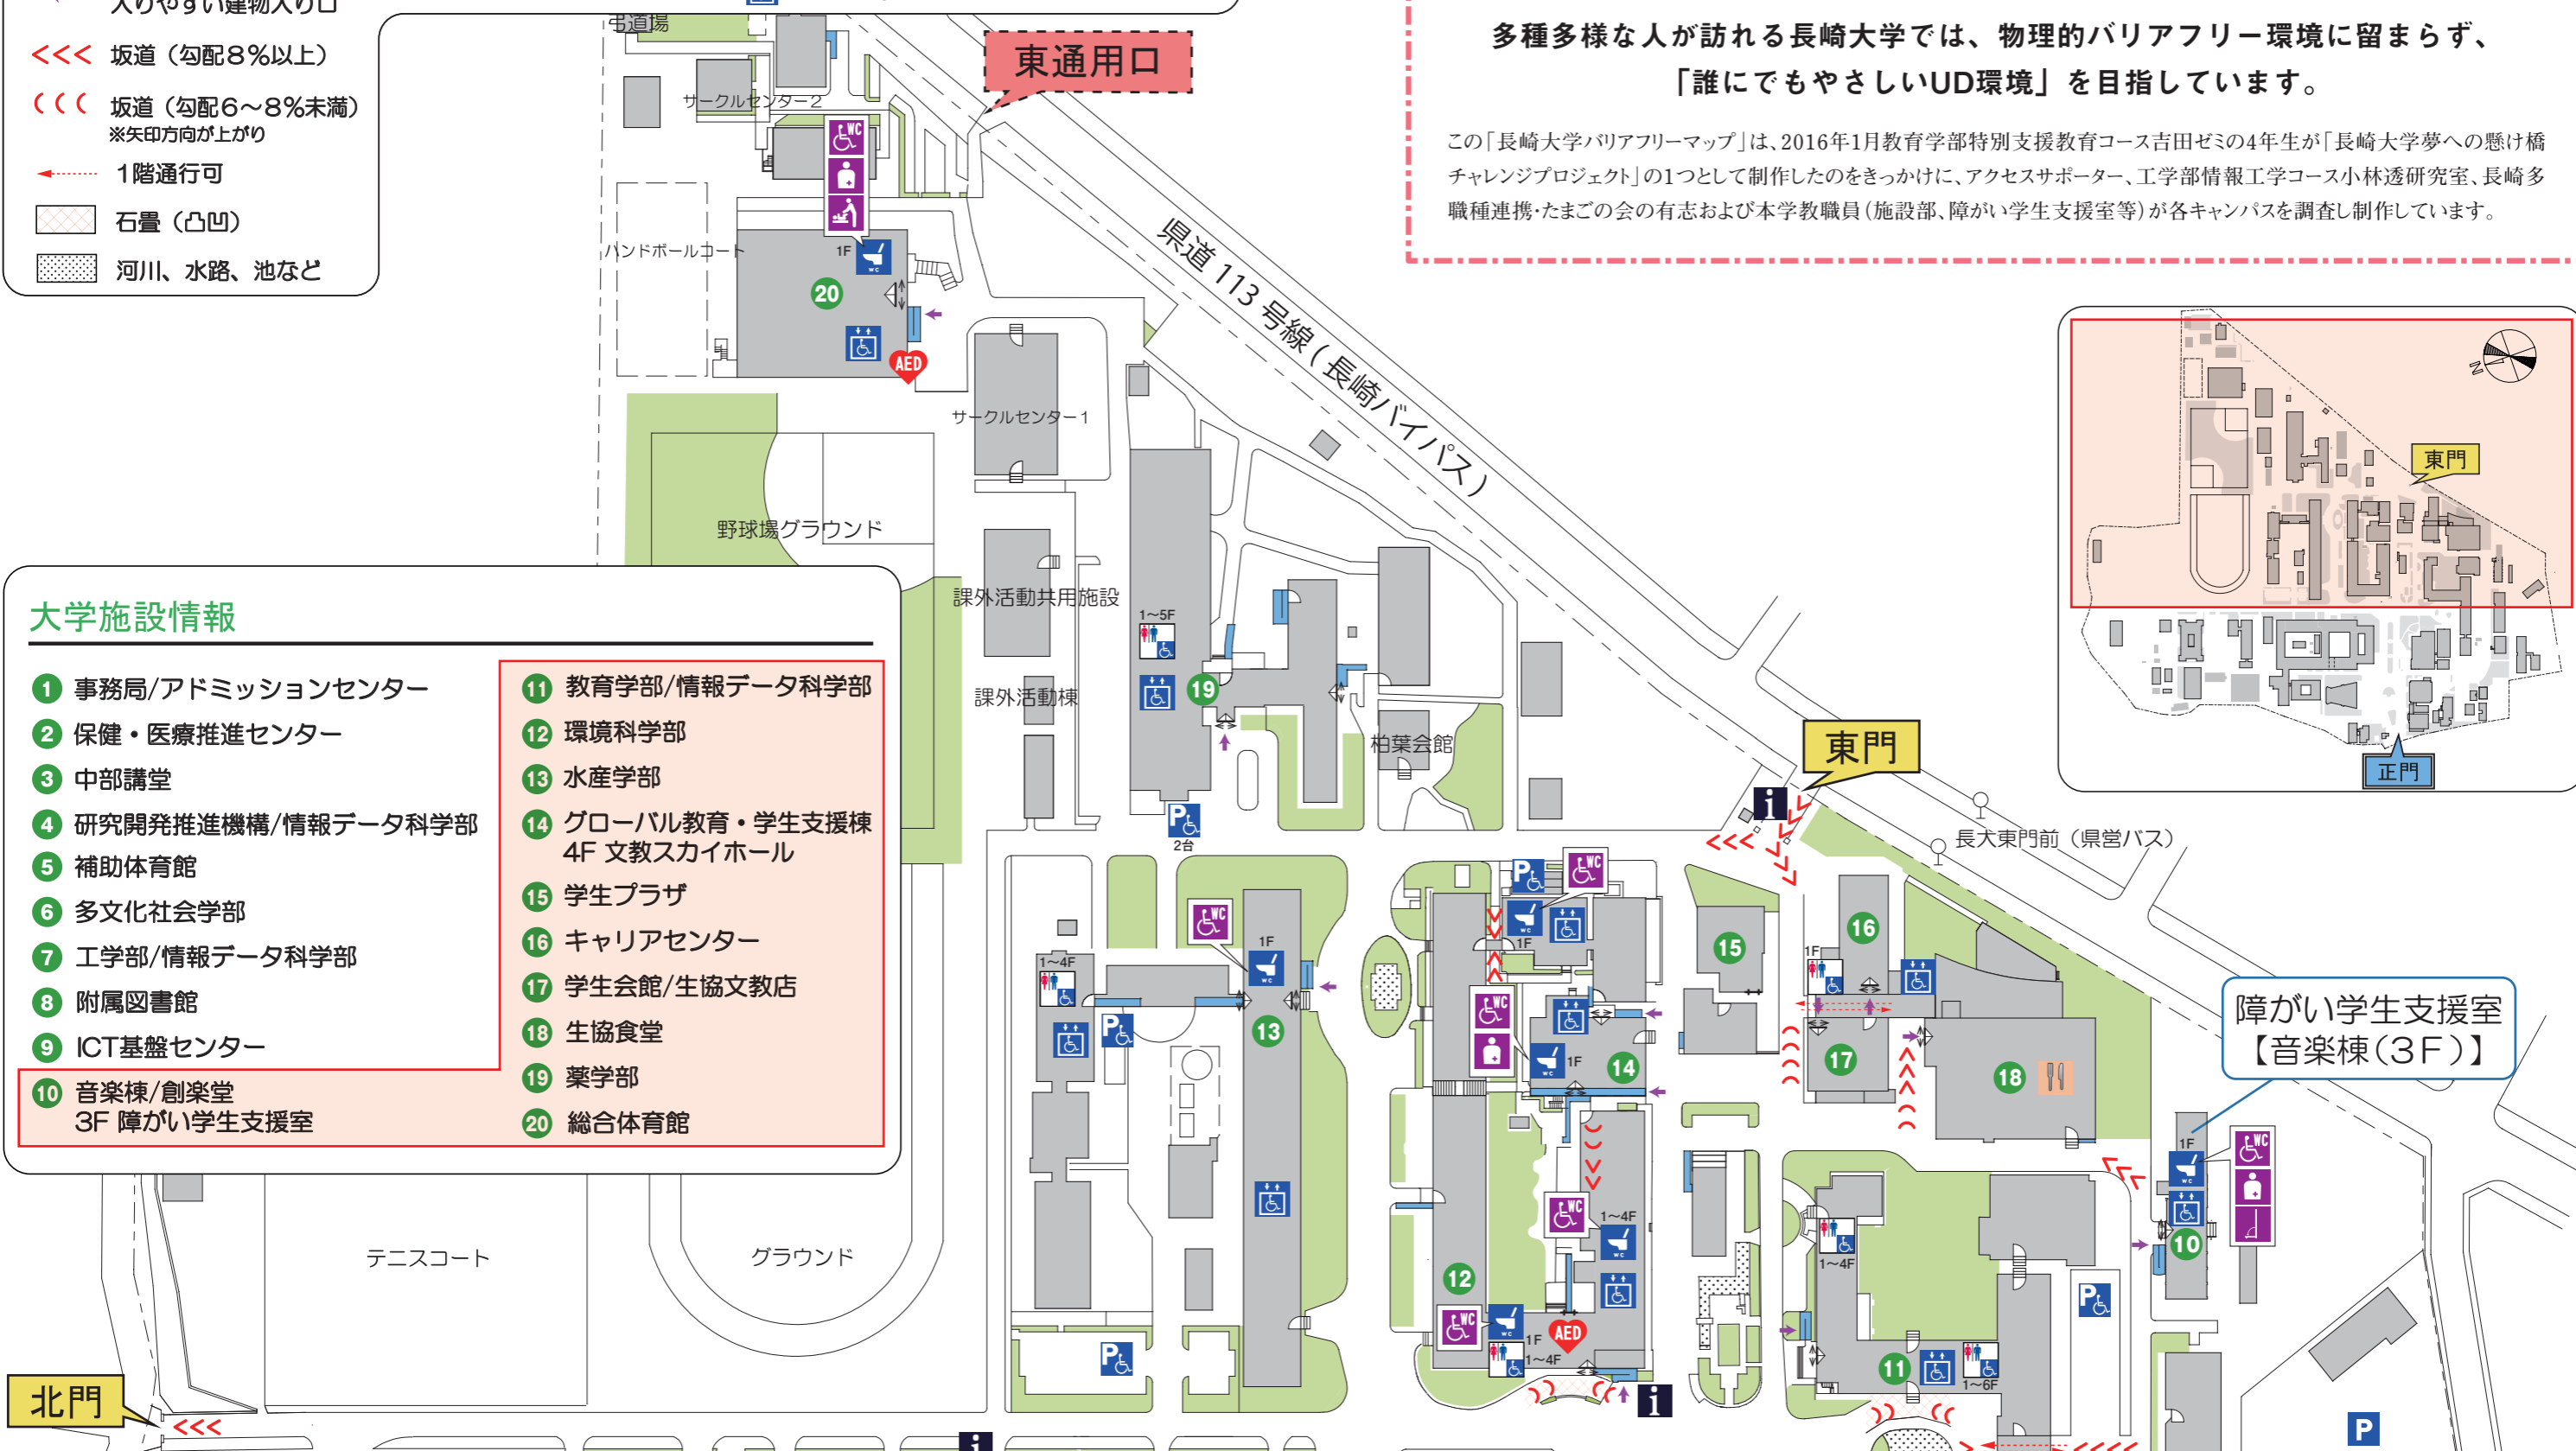 入りやすい建物入り口
坂道（勾配８％以上）
坂道（勾配６～８％未満）
※矢印方向が上がり
１階通行可
石畳（凸凹）
河川、水路、池など
多種多様な人が訪れる長崎大学では、物理的バリアフリー環境に留まらず、
「誰にでもやさしいUD環境」を目指しています。
この「長崎大学バリアフリーマップ」は、2016年1月教育学部特別支援教育コース吉田ゼミの4年生が「長崎大学夢への懸け橋
チャレンジプロジェクト」の1つとして制作したのをきっかけに、アクセスサポーター、工学部情報工学コース小林透研究室、長崎多
職種連携・たまごの会の有志および本学教職員（施設部、障がい学生支援室等）が各キャンパスを調査し制作しています。
弓道場
東通用口
サークルセンター2
WC
ハンドボールコート
1F
WC
20
AED
県道 113 号線（長崎バイパス）
サークルセンター1
野球場グラウンド
課外活動共用施設
課外活動棟
1～5F
19
柏葉会館
P
2台
N
東門
正門
東門
i
長大東門前（県営バス）
大学施設情報
1 事務局/アドミッションセンター
2 保健・医療推進センター
3 中部講堂
4 研究開発推進機構/情報データ科学部
5 補助体育館
6 多文化社会学部
7 工学部/情報データ科学部
8 附属図書館
9 ICT基盤センター
10 音楽棟/創楽堂
3F 障がい学生支援室
11 教育学部/情報データ科学部
12 環境科学部
13 水産学部
14 グローバル教育・学生支援棟
4F 文教スカイホール
15 学生プラザ
16 キャリアセンター
17 学生会館/生協文教店
18 生協食堂
19 薬学部
20 総合体育館
1～4F
P
WC
1F
WC
13
P
P
WC
WC
1F
WC
WC
1F
14
15
16
1F
17
18
障がい学生支援室
【音楽棟（３Ｆ）】
1F
WC
WC
10
WC
1～4F
WC
12
WC
WC
1F
1～4F
AED
i
1～4F
11
1～6F
P
P
テニスコート
グラウンド
北門
i